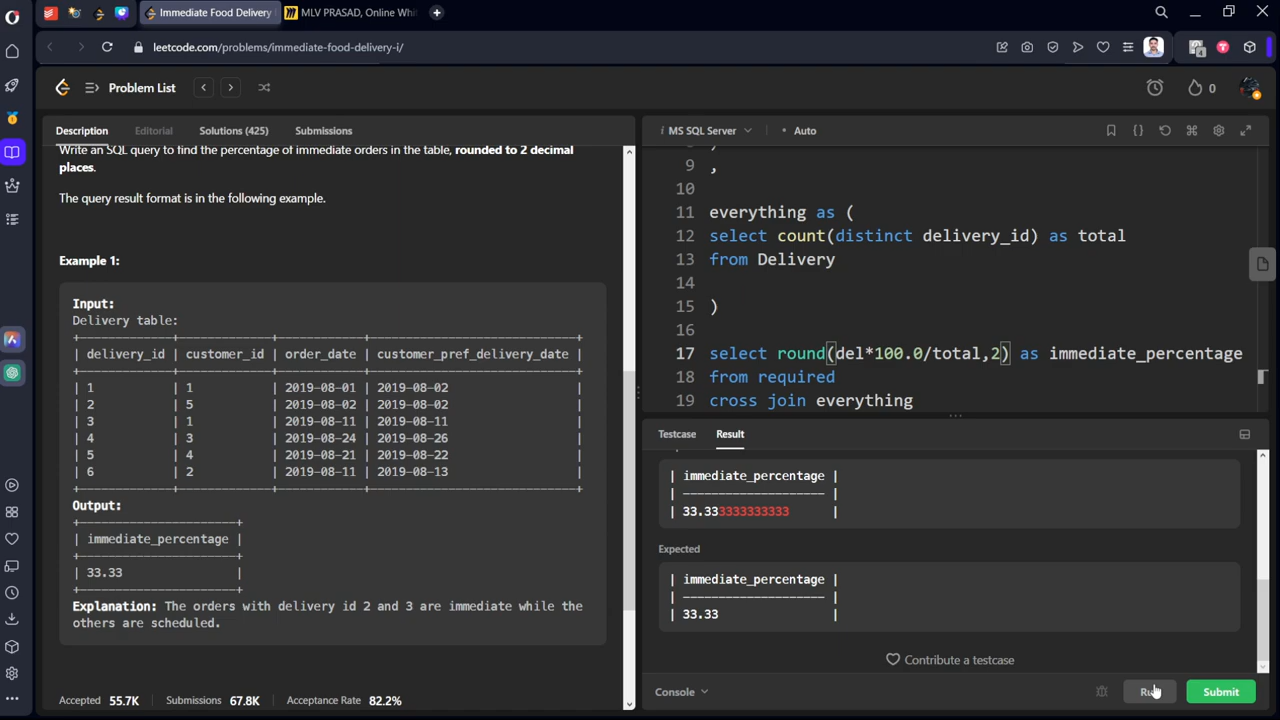 Immediate Food Delivery
MLV PRASAD, Online Whit
leetcode.com/problems/immediate-food-delivery-i/
Problem List
0
Description
Editorial
Solutions (425)
Submissions
Write an SQL query to find the percentage of immediate orders in the table, rounded to 2 decimal
places.
The query result format is in the following example.
Example 1:
Input:
Delivery table:
| delivery_id | customer_id | order_date | customer_pref_delivery_date |
| 1 | 1 | 2019-08-01 | 2019-08-02 |
| 2 | 5 | 2019-08-02 | 2019-08-02 |
| 3 | 1 | 2019-08-11 | 2019-08-11 |
| 4 | 3 | 2019-08-24 | 2019-08-26 |
| 5 | 4 | 2019-08-21 | 2019-08-22 |
| 6 | 2 | 2019-08-11 | 2019-08-13 |
Output:
| immediate_percentage |
| 33.33 |
Explanation: The orders with delivery id 2 and 3 are immediate while the
others are scheduled.
Accepted 55.7K
Submissions 67.8K
Acceptance Rate 82.2%
i MS SQL Server
• Auto
9 ,
10
11 everything as (
12 select count(distinct delivery_id) as total
13 from Delivery
14
15 )
16
17 select round(del*100.0/total,2) as immediate_percentage
18 from required
19 cross join everything
Testcase
Result
| immediate_percentage |
| -------------------- |
| 33.333333333333 |
Expected
| immediate_percentage |
| -------------------- |
| 33.33 |
Contribute a testcase
Console
Submit